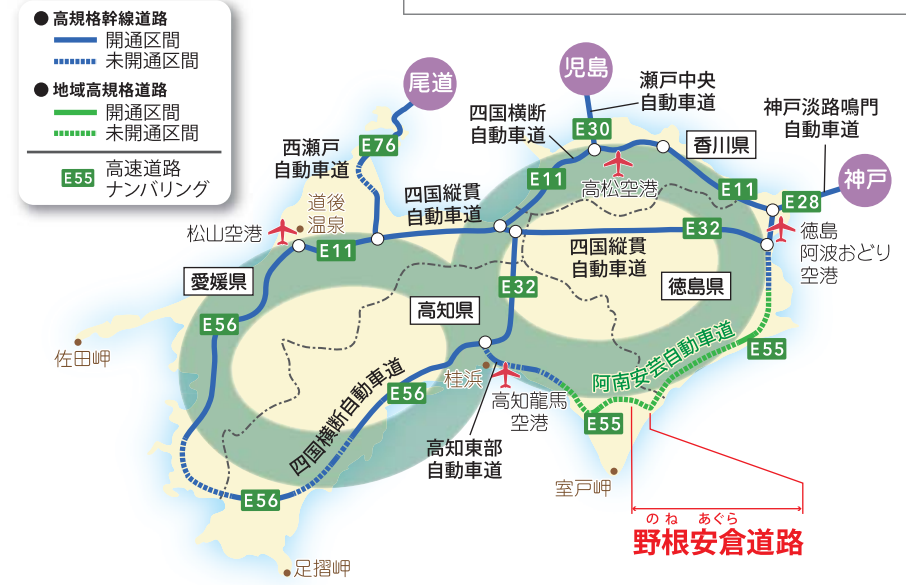 ●高規格幹線道路
開通区間
未開通区間
●地域高規格道路
開通区間
未開通区間
E55
高速道路
ナンバリング
尾道
児島
神戸
瀬戸中央
自動車道
四国横断
自動車道
神戸淡路鳴門
自動車道
E76
E30
香川県
西瀬戸
自動車道
高松空港
E11
E11
E28
道後
温泉
四国縦貫
自動車道
松山空港
E11
E32
徳島
阿波おどり
空港
四国縦貫
自動車道
愛媛県
高知県
E32
徳島県
E56
佐田岬
阿南安芸自動車道
E55
桂浜
四国横断自動車道
E56
高知龍馬
空港
E55
高知東部
自動車道
室戸岬
E56
のね あぐら
野根安倉道路
足摺岬